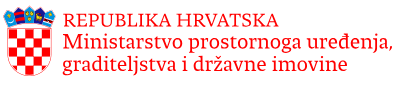 REPUBLIKA HRVATSKA
Ministarstvo prostornoga uređenja,
graditeljstva i državne imovine